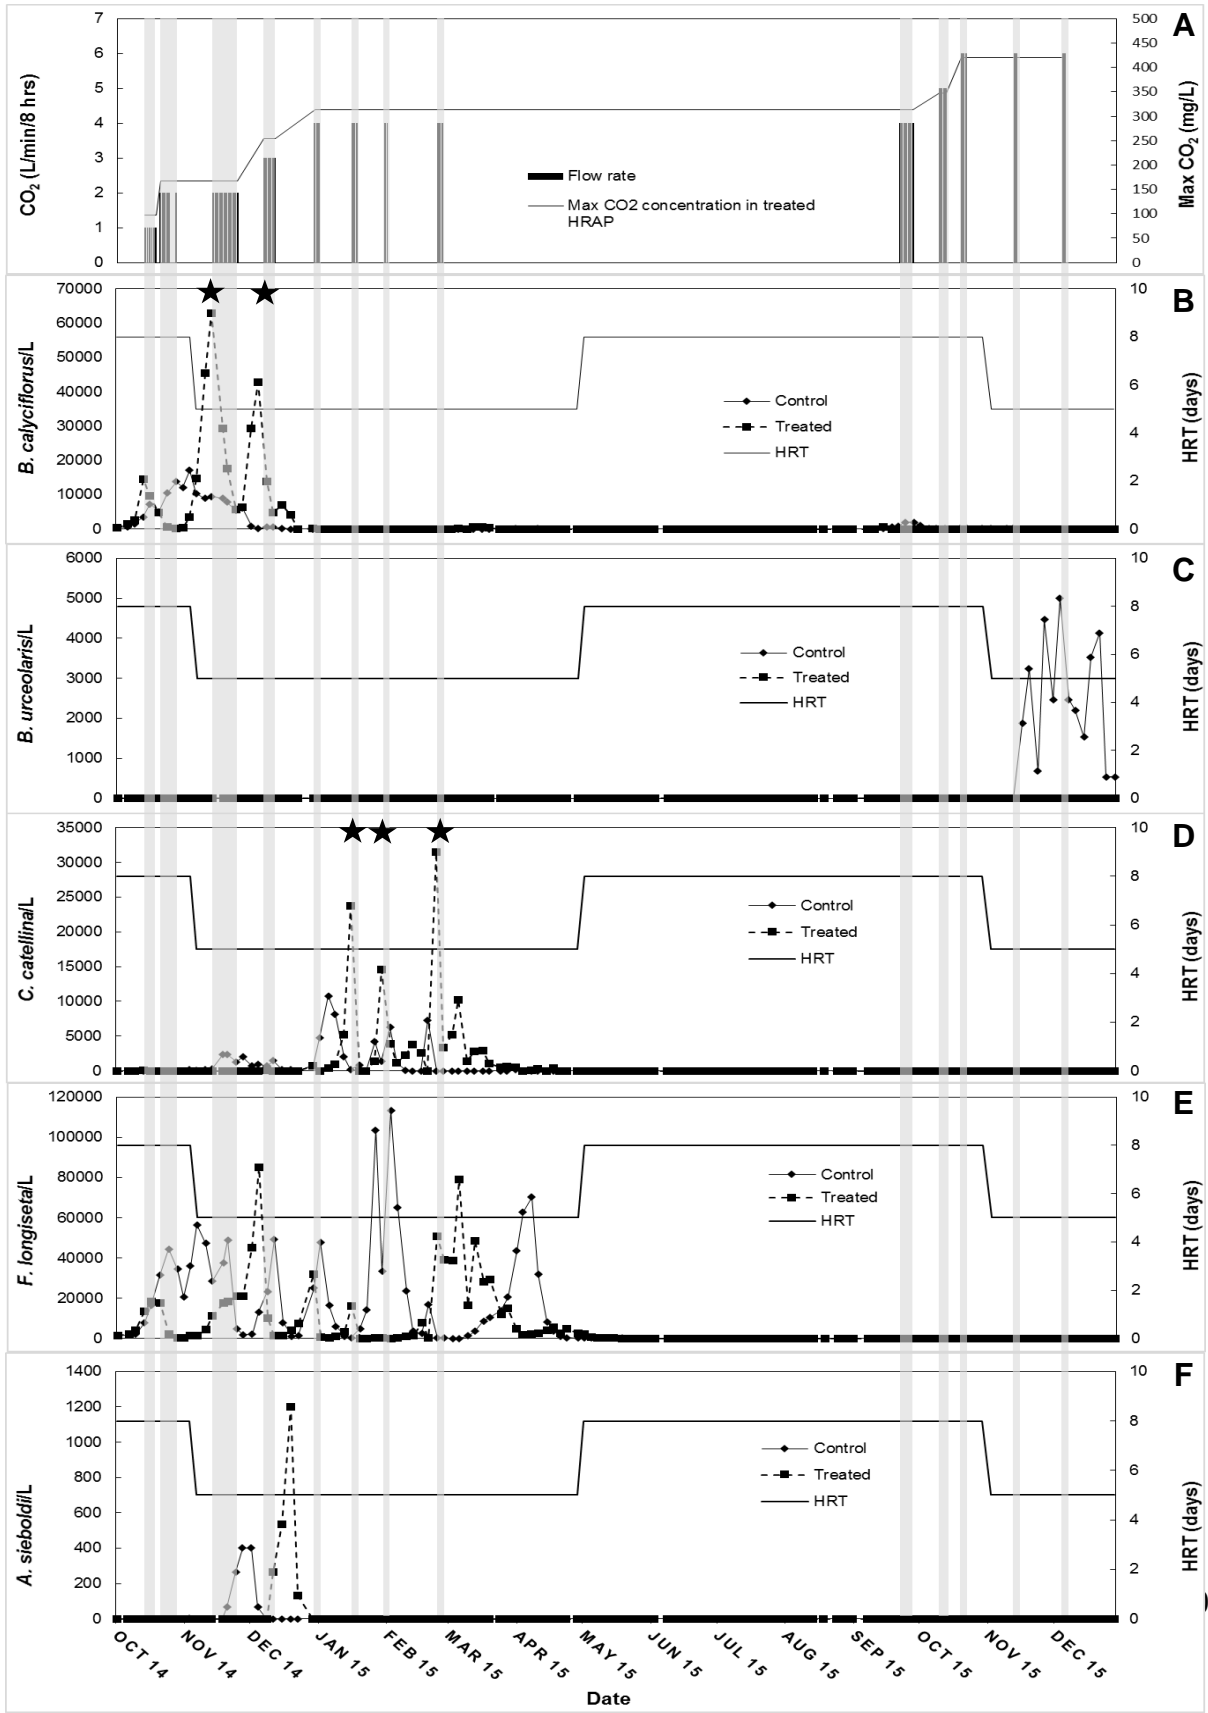 A
7
6
5
4
3
2
1
0
CO2 (L/min/8 hrs)
500
450
400
350
300
250
200
150
100
50
0
Max CO2 (mg/L)
Flow rate
Max CO2 concentration in treated
HRAP
B
70000
60000
50000
40000
30000
20000
10000
0
B. calyciflorus/L
10
8
6
4
2
0
HRT (days)
Control
Treated
HRT
C
6000
5000
4000
3000
2000
1000
0
B. urceolaris/L
10
8
6
4
2
0
HRT (days)
Control
Treated
HRT
D
35000
30000
25000
20000
15000
10000
5000
0
C. catellina/L
10
8
6
4
2
0
HRT (days)
Control
Treated
HRT
E
120000
100000
80000
60000
40000
20000
0
F. longiseta/L
10
8
6
4
2
0
HRT (days)
Control
Treated
HRT
F
1400
1200
1000
800
600
400
200
0
A. sieboldi/L
10
8
6
4
2
0
HRT (days)
Control
Treated
HRT
OCT 14
NOV 14
DEC 14
JAN 15
FEB 15
MAR 15
APR 15
MAY 15
JUN 15
JUL 15
AUG 15
SEP 15
OCT 15
NOV 15
DEC 15
Date